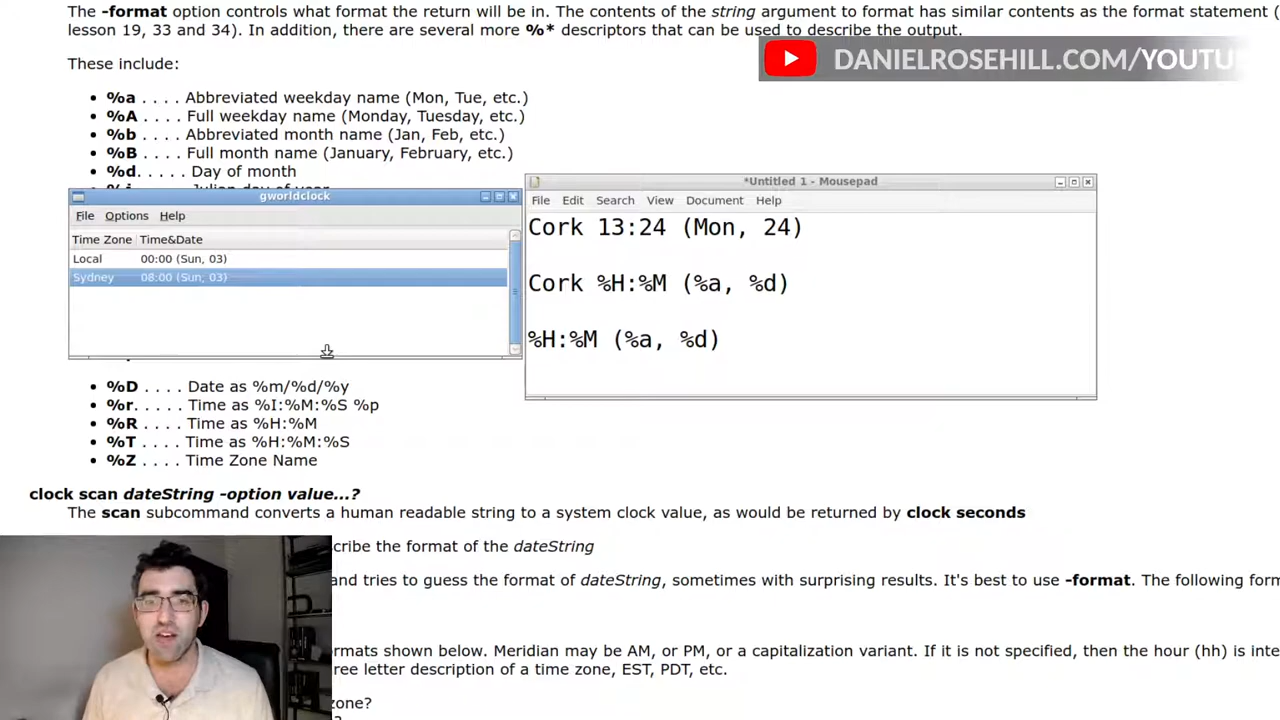 The -format option controls what format the return will be in. The contents of the string argument to format has similar contents as the format statement (
lesson 19, 33 and 34). In addition, there are several more %* descriptors that can be used to describe the output.
DANIELROSEHILL.COM/YOUTU
These include:
• %a . . . . Abbreviated weekday name (Mon, Tue, etc.)
• %A . . . . Full weekday name (Monday, Tuesday, etc.)
• %b . . . . Abbreviated month name (Jan, Feb, etc.)
• %B . . . . Full month name (January, February, etc.)
• %d. . . . . Day of month
gworldclock
File Options Help
Time Zone Time&Date
Local 00:00 (Sun, 03)
Sydney 08:00 (Sun, 03)
*Untitled 1 - Mousepad
File Edit Search View Document Help
Cork 13:24 (Mon, 24)
Cork %H:%M (%a, %d)
%H:%M (%a, %d)
• %D . . . . Date as %m/%d/%y
• %r. . . . . Time as %I:%M:%S %p
• %R . . . . Time as %H:%M
• %T . . . . Time as %H:%M:%S
• %Z . . . . Time Zone Name
clock scan dateString -option value...?
The scan subcommand converts a human readable string to a system clock value, as would be returned by clock seconds
cribe the format of the dateString
and tries to guess the format of dateString, sometimes with surprising results. It's best to use -format. The following form
ormats shown below. Meridian may be AM, or PM, or a capitalization variant. If it is not specified, then the hour (hh) is inte
ree letter description of a time zone, EST, PDT, etc.
zone?